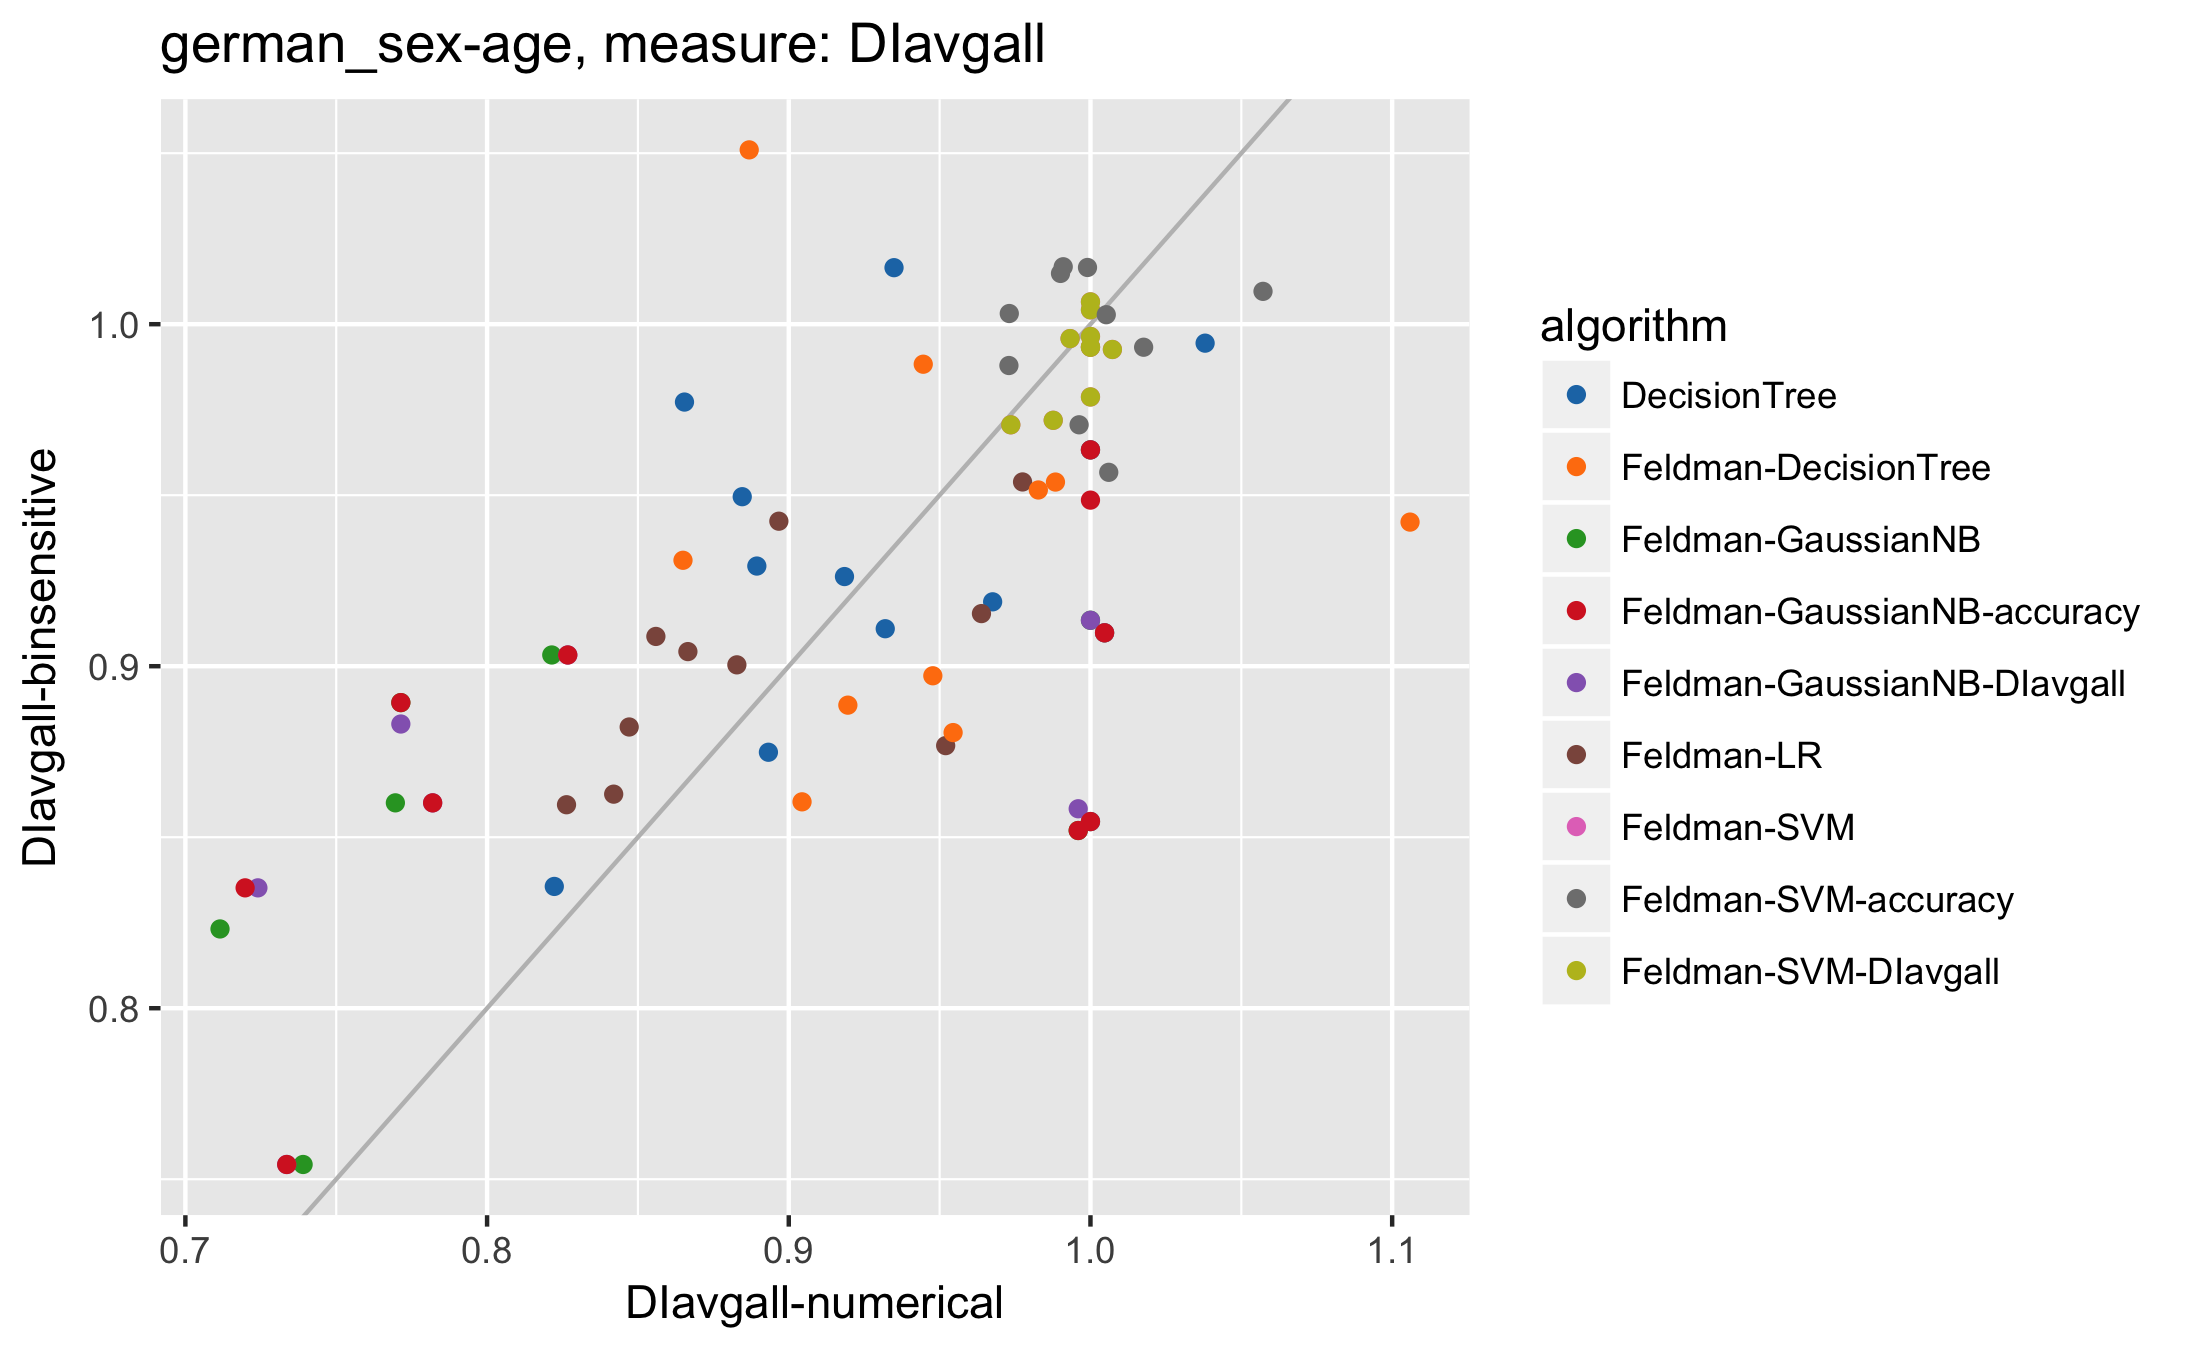 german_sex-age, measure: DIavgall
DIavgall-binsensitive
1.0
0.9
0.8
0.7
0.8
0.9
1.0
1.1
DIavgall-numerical
algorithm
DecisionTree
Feldman-DecisionTree
Feldman-GaussianNB
Feldman-GaussianNB-accuracy
Feldman-GaussianNB-DIavgall
Feldman-LR
Feldman-SVM
Feldman-SVM-accuracy
Feldman-SVM-DIavgall